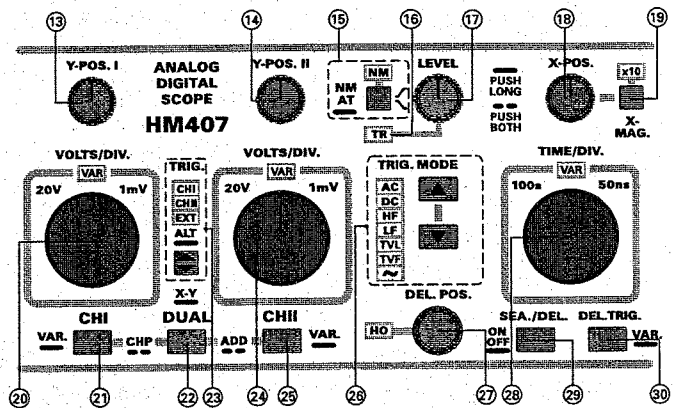 13 14 15 16 17 18 19
Y-POS. I
ANALOG
DIGITAL
SCOPE
HM407
Y-POS. II
NM
AT
NM
LEVEL
TR
PUSH
LONG
PUSH
BOTH
X-POS.
x10
X-
MAG.
VOLTS/DIV.
VAR
20V 1mV
TRIG.
CHI
CHII
EXT
ALT
X-Y
VOLTS/DIV.
VAR
20V 1mV
TRIG. MODE
AC
DC
HF
LF
TVL
TVF
~
TIME/DIV.
VAR
100s 50ns
CHI
VAR.
CHP
DUAL
ADD
CHII
VAR.
DEL. POS.
HO
SEA./DEL.
ON
OFF
DEL.TRIG.
VAR.
20 21 22 23 24 25 26 27 28 29 30